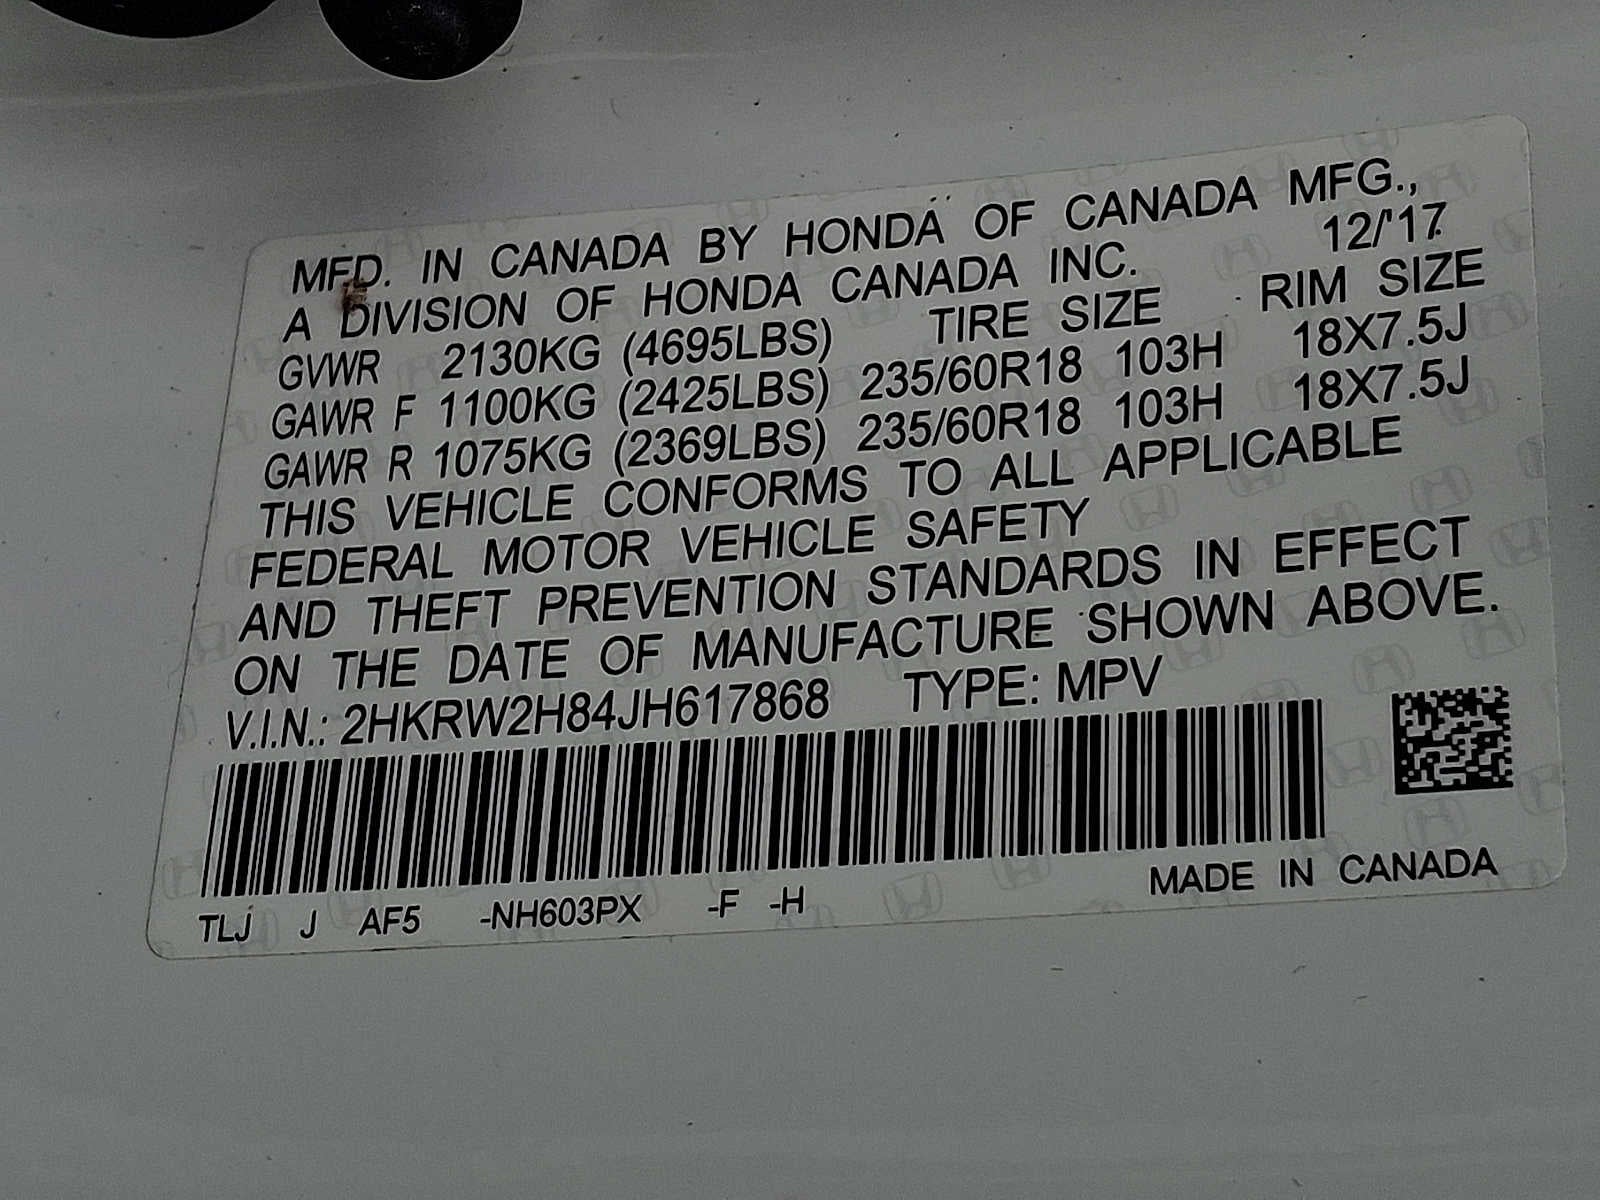 MFD. IN CANADA BY HONDA OF CANADA MFG.,
A DIVISION OF HONDA CANADA INC. 12/'17
GVWR 2130KG (4695LBS) TIRE SIZE RIM SIZE
GAWR F 1100KG (2425LBS) 235/60R18 103H 18X7.5J
GAWR R 1075KG (2369LBS) 235/60R18 103H 18X7.5J
THIS VEHICLE CONFORMS TO ALL APPLICABLE
FEDERAL MOTOR VEHICLE SAFETY
AND THEFT PREVENTION STANDARDS IN EFFECT
ON THE DATE OF MANUFACTURE SHOWN ABOVE.
V.I.N.: 2HKRW2H84JH617868 TYPE: MPV
TLJ J AF5 -NH603PX -F -H MADE IN CANADA